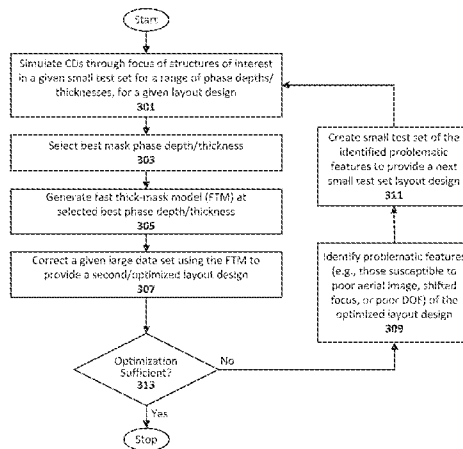 Start
Simulate CDs through focus of structures of interest
in a given small test set for a range of phase depths/
thicknesses, for a given layout design
301
Select best mask phase depth/thickness
303
Generate fast thick-mask model (FTM) at
selected best phase depth/thickness
305
Correct a given large data set using the FTM to
provide a second/optimized layout design
307
Optimization
Sufficient?
313
No
Yes
Stop
Identify problematic features
(e.g., those susceptible to
poor aerial image, shifted
focus, or poor DOF) of the
optimized layout design
309
Create small test set of the
identified problematic
features to provide a next
small test set layout design
311